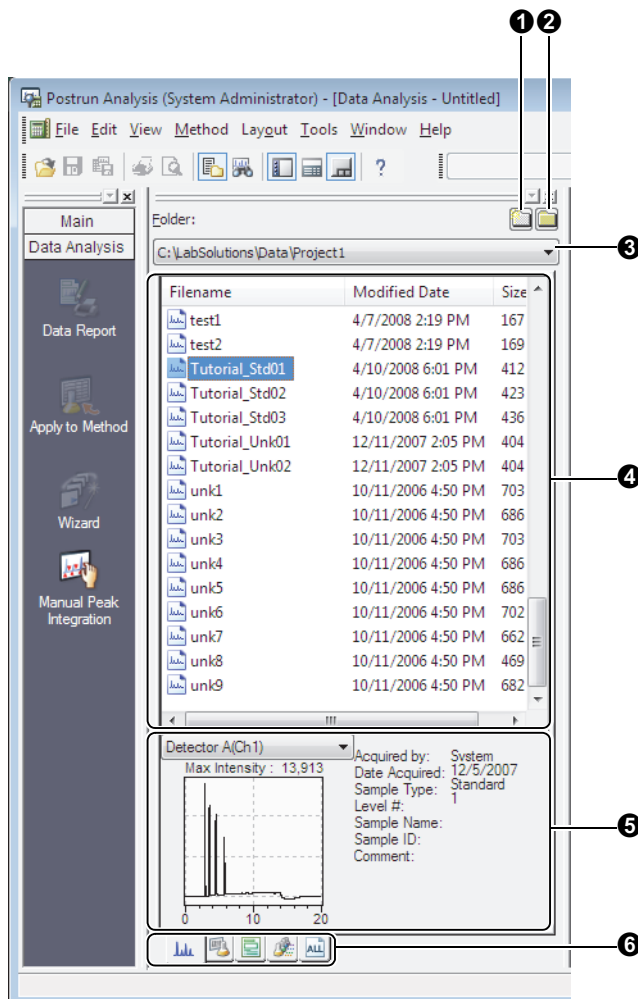 1 2
Postrun Analysis (System Administrator) - [Data Analysis - Untitled]
File Edit View Method Layout Tools Window Help
?
Main
Data Analysis
Data Report
Apply to Method
Wizard
Manual Peak
Integration
Folder:
C:\LabSolutions\Data\Project1
3
Filename Modified Date Size
test1 4/7/2008 2:19 PM 167
test2 4/7/2008 2:19 PM 169
Tutorial_Std01 4/10/2008 6:01 PM 412
Tutorial_Std02 4/10/2008 6:01 PM 423
Tutorial_Std03 4/10/2008 6:01 PM 436
Tutorial_Unk01 12/11/2007 2:05 PM 404
Tutorial_Unk02 12/11/2007 2:05 PM 404
unk1 10/11/2006 4:50 PM 703
unk2 10/11/2006 4:50 PM 686
unk3 10/11/2006 4:50 PM 703
unk4 10/11/2006 4:50 PM 686
unk5 10/11/2006 4:50 PM 686
unk6 10/11/2006 4:50 PM 702
unk7 10/11/2006 4:50 PM 662
unk8 10/11/2006 4:50 PM 469
unk9 10/11/2006 4:50 PM 682
4
Detector A(Ch1)
Max Intensity : 13,913
0 10 20
Acquired by: System
Date Acquired: 12/5/2007
Sample Type: Standard
Level #: 1
Sample Name:
Sample ID:
Comment:
5
ALL
6